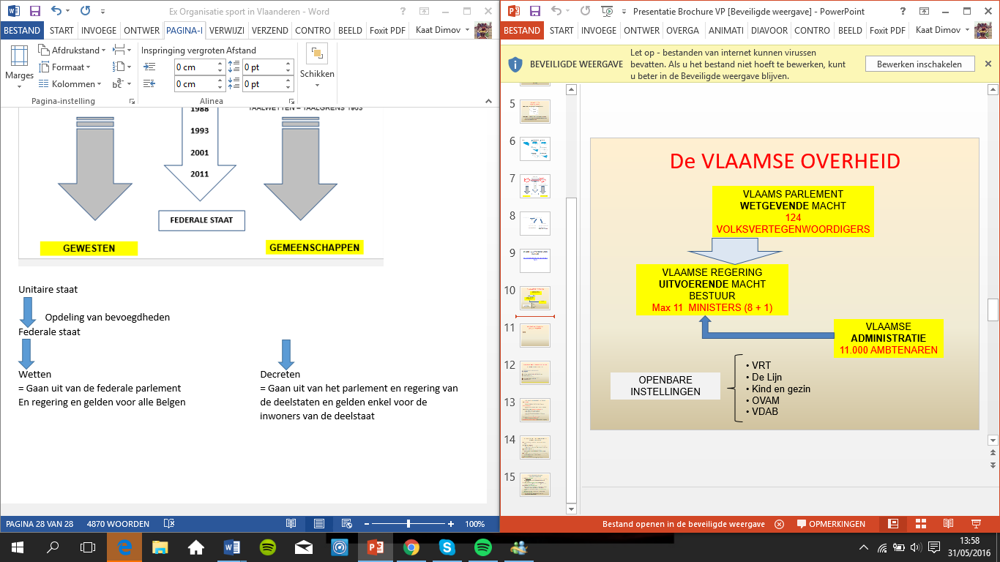 Ex Organisatie sport in Vlaanderen - Word
BESTAND START INVOEGE ONTWER PAGINA-I VERWIJZI VERZEND CONTRO BEELD Foxit PDF Kaat Dimov
Marges
Afdrukstand
Formaat
Kolommen
Pagina-instelling
Inspringing vergroten Afstand
0 cm 0 pt
0 cm 0 pt
Alinea
Schikken
1988
1993
2001
2011
FEDERALE STAAT
GEWESTEN
GEMEENSCHAPPEN
Unitaire staat
Opdeling van bevoegdheden
Federale staat
Wetten
= Gaan uit van de federale parlement
En regering en gelden voor alle Belgen
Decreten
= Gaan uit van het parlement en regering van
de deelstaten en gelden enkel voor de
inwoners van de deelstaat
PAGINA 28 VAN 28 4870 WOORDEN 100%
Presentatie Brochure VP [Beveiligde weergave] - PowerPoint
BESTAND START INVOEGE ONTWER OVERGA ANIMATI DIAVOOR CONTRO BEELD Foxit PDF Kaat Dimov
BEVEILIGDE WEERGAVE
Let op - bestanden van internet kunnen virussen
bevatten. Als u het bestand niet hoeft te bewerken, kunt
u beter in de Beveiligde weergave blijven.
Bewerken inschakelen
5
6
7
8
9
10
11
12
13
14
15
De VLAAMSE OVERHEID
VLAAMS PARLEMENT
WETGEVENDE MACHT
124
VOLKSVERTEGENWOORDIGERS
VLAAMSE REGERING
UITVOERENDE MACHT
BESTUUR
Max 11 MINISTERS (8 + 1)
VLAAMSE
ADMINISTRATIE
11.000 AMBTENAREN
OPENBARE
INSTELLINGEN
• VRT
• De Lijn
• Kind en gezin
• OVAM
• VDAB
Bestand openen in de beveiligde weergave OPMERKINGEN
13:58
31/05/2016